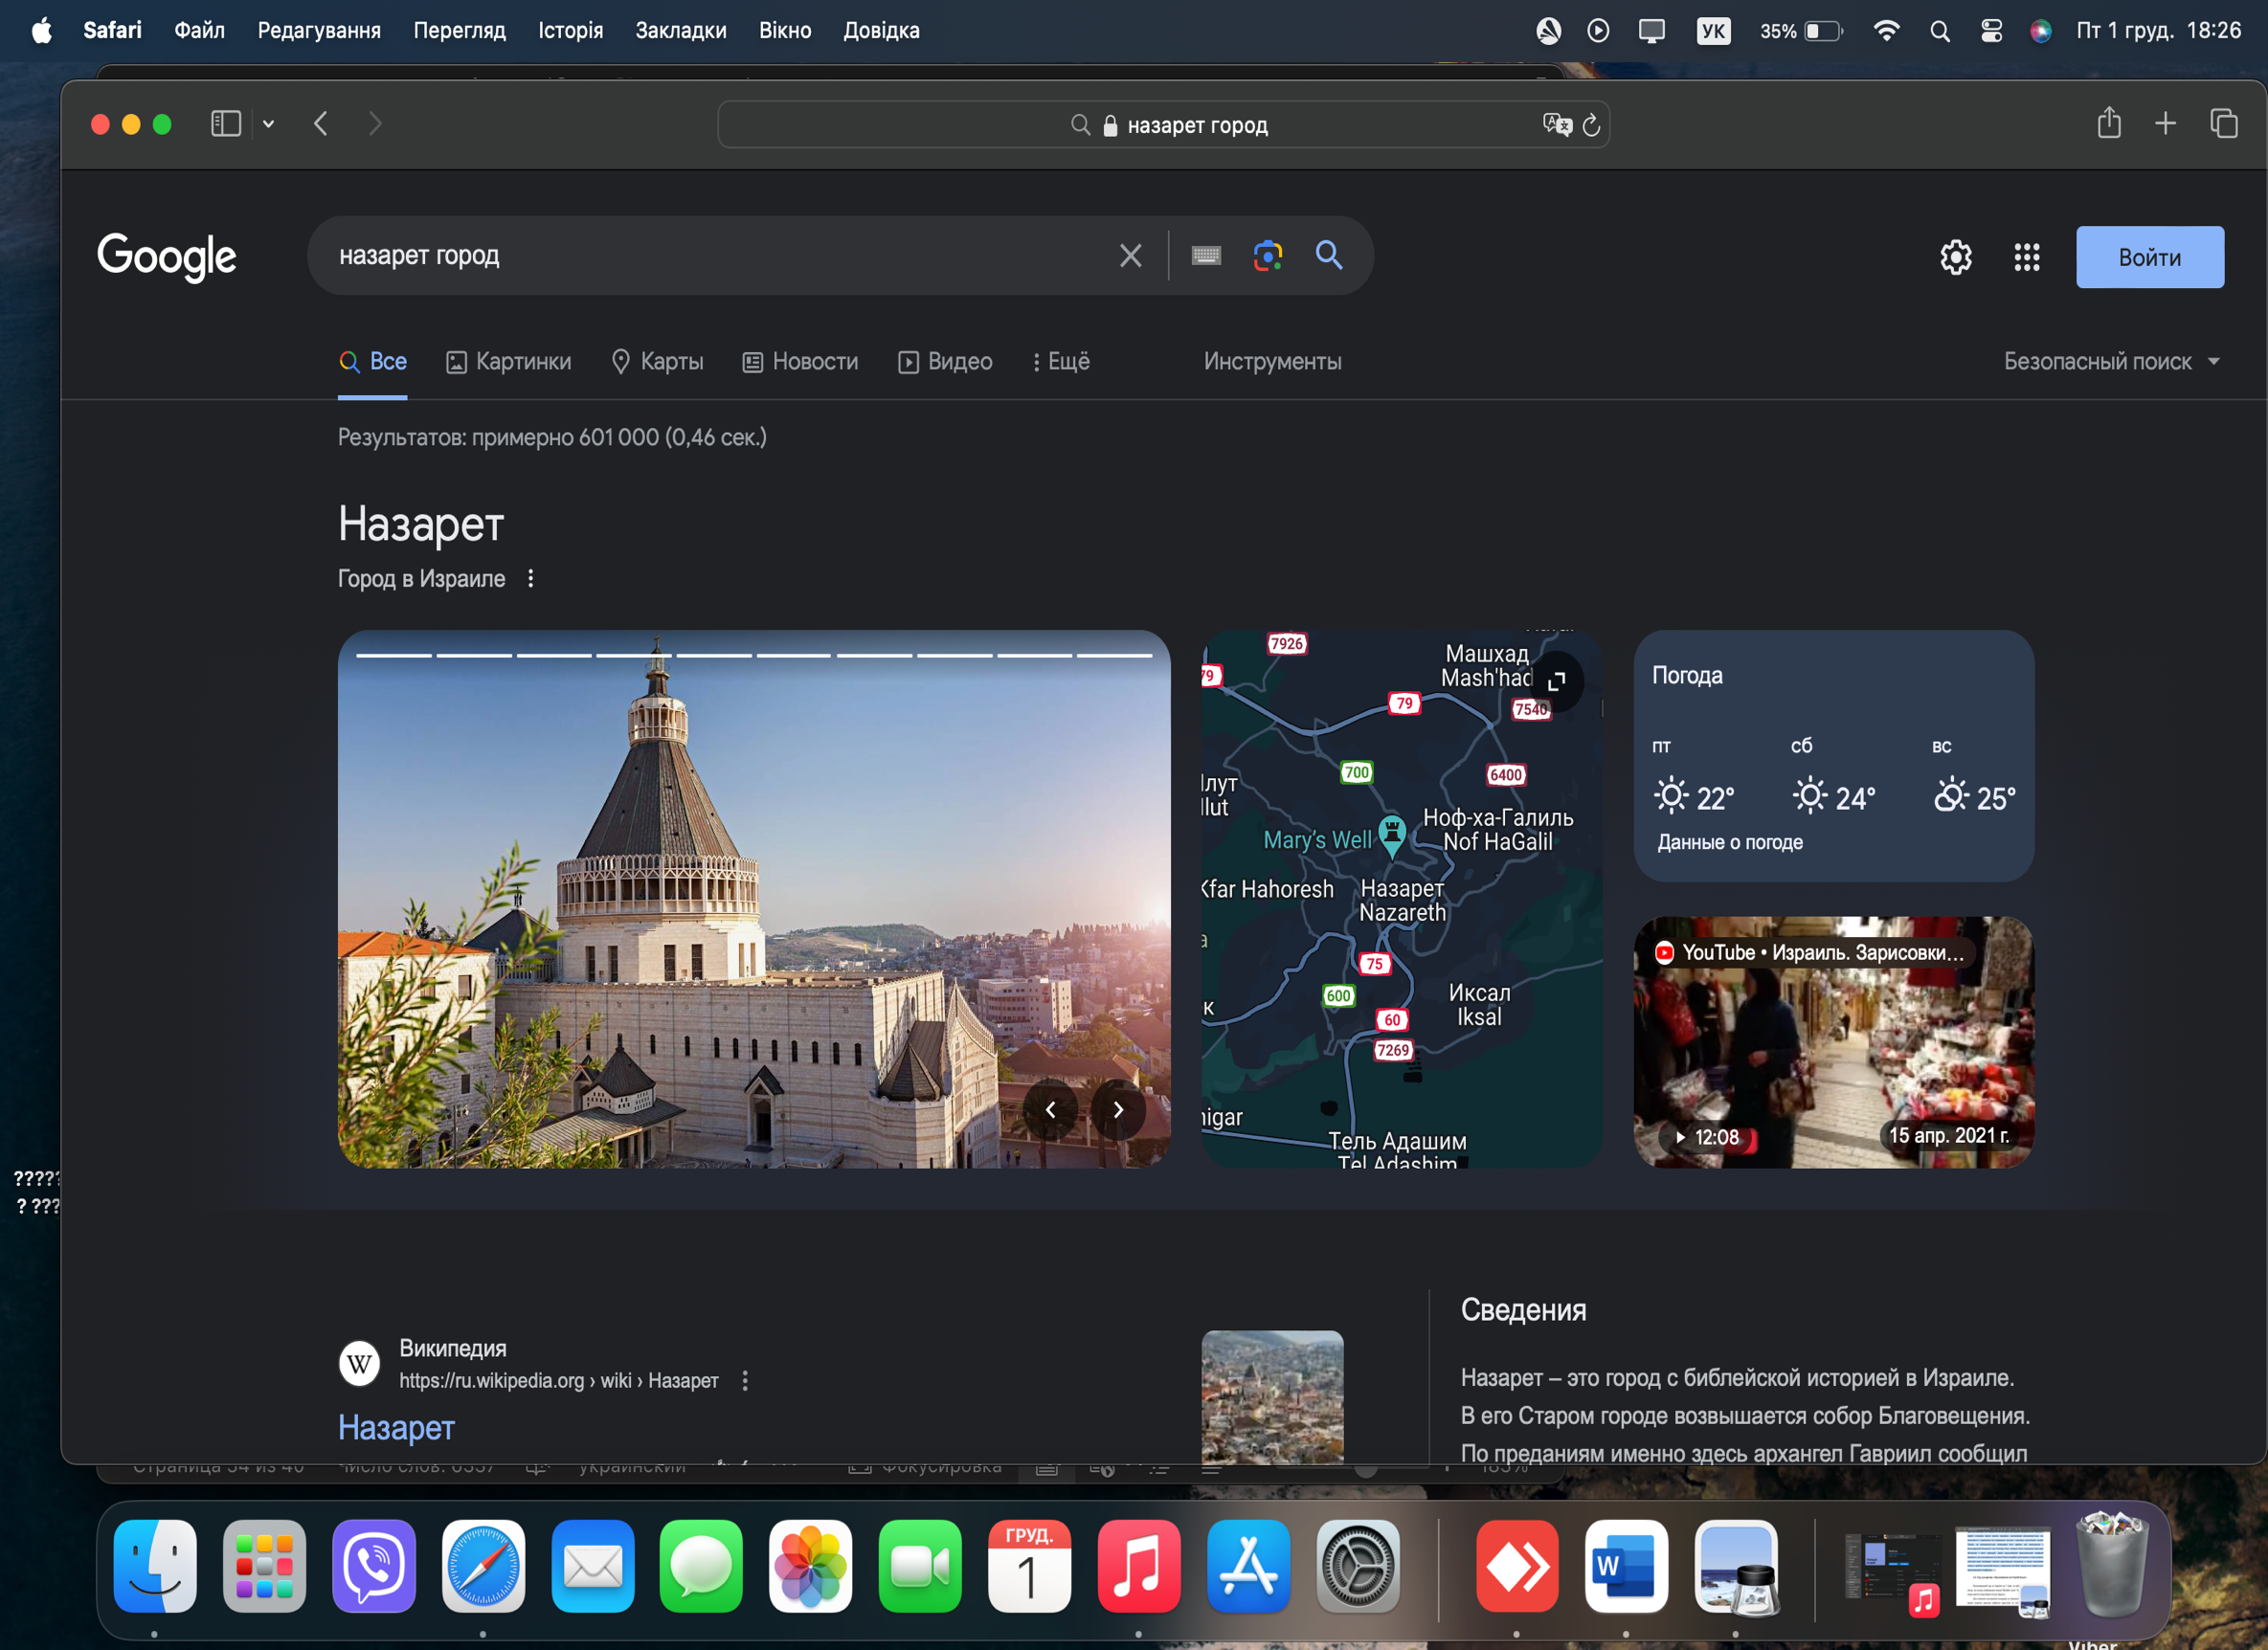 Safari Файл Редагування Перегляд Історія Закладки Вікно Довідка УК 35% Пт 1 груд. 18:26
назарет город
Google
назарет город
Войти
Все Картинки Карты Новости Видео Ещё Инструменты Безопасный поиск
Результатов: примерно 601 000 (0,46 сек.)
Назарет
Город в Израиле
7926
Машхад
Mash'had
79
79
7540
700
6400
Ноф-ха-Галиль
Nof HaGalil
Mary's Well
Kfar Hahoresh
Назарет
Nazareth
75
600
Иксал
Iksal
60
7269
Тель Адашим
Tel Adashim
Погода
пт сб вс
22° 24° 25°
Данные о погоде
YouTube • Израиль. Зарисовки...
12:08
15 апр. 2021 г.
?????
? ???
Википедия
https://ru.wikipedia.org › wiki › Назарет
Назарет
Сведения
Назарет – это город с библейской историей в Израиле.
В его Старом городе возвышается собор Благовещения.
По преданиям именно здесь архангел Гавриил сообщил
украинский
Фокусировка
ГРУД.
1
W
Viber